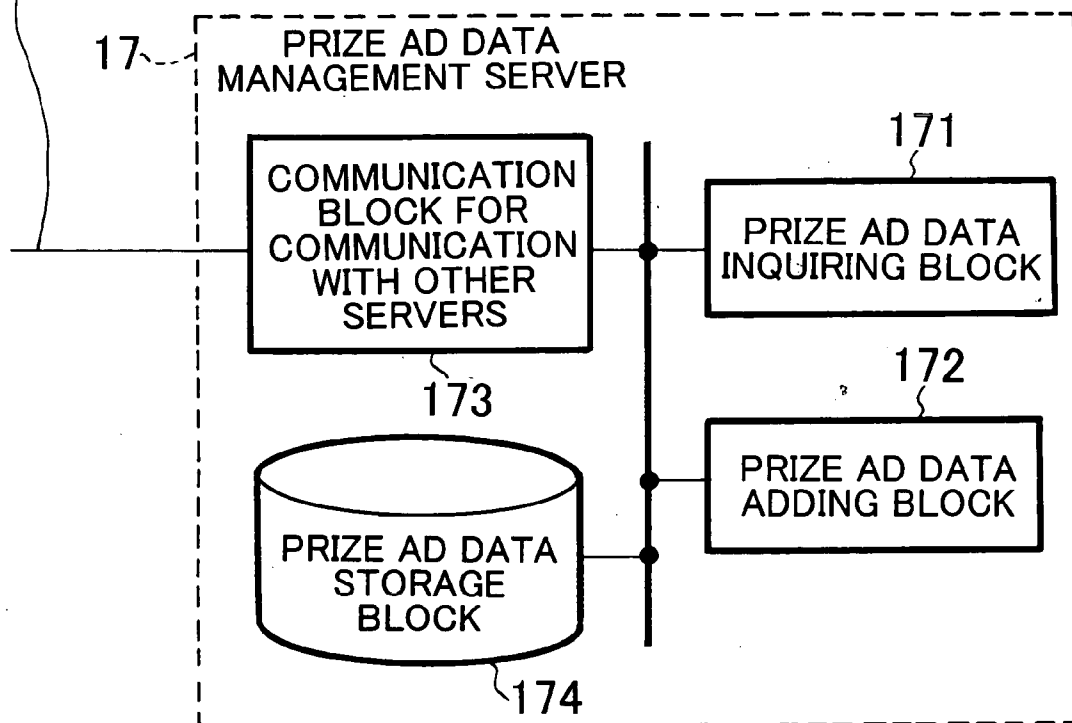 17
PRIZE AD DATA
MANAGEMENT SERVER
COMMUNICATION
BLOCK FOR
COMMUNICATION
WITH OTHER
SERVERS
173
171
PRIZE AD DATA
INQUIRING BLOCK
172
PRIZE AD DATA
ADDING BLOCK
PRIZE AD DATA
STORAGE
BLOCK
174